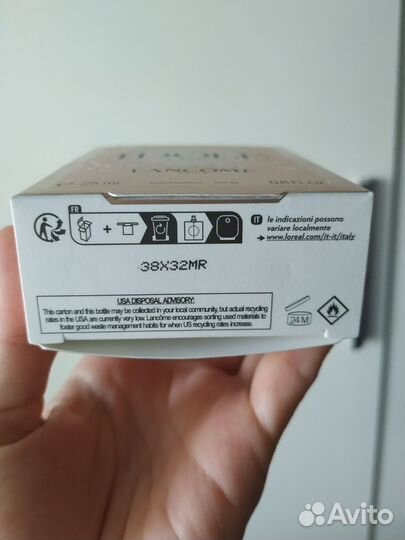 LANCÔME
25 ml
FR
IT le indicazioni possono
variare localmente
www.loreal.com/it-it/italy
38X32MR
USA DISPOSAL ADVISORY:
This carton and this bottle may be collected in your local community, but actual recycling
rates in the USA are currently very low. Lancôme encourages sorting used materials to
foster good waste management habits for when US recycling rates increase.
24 M
Avito